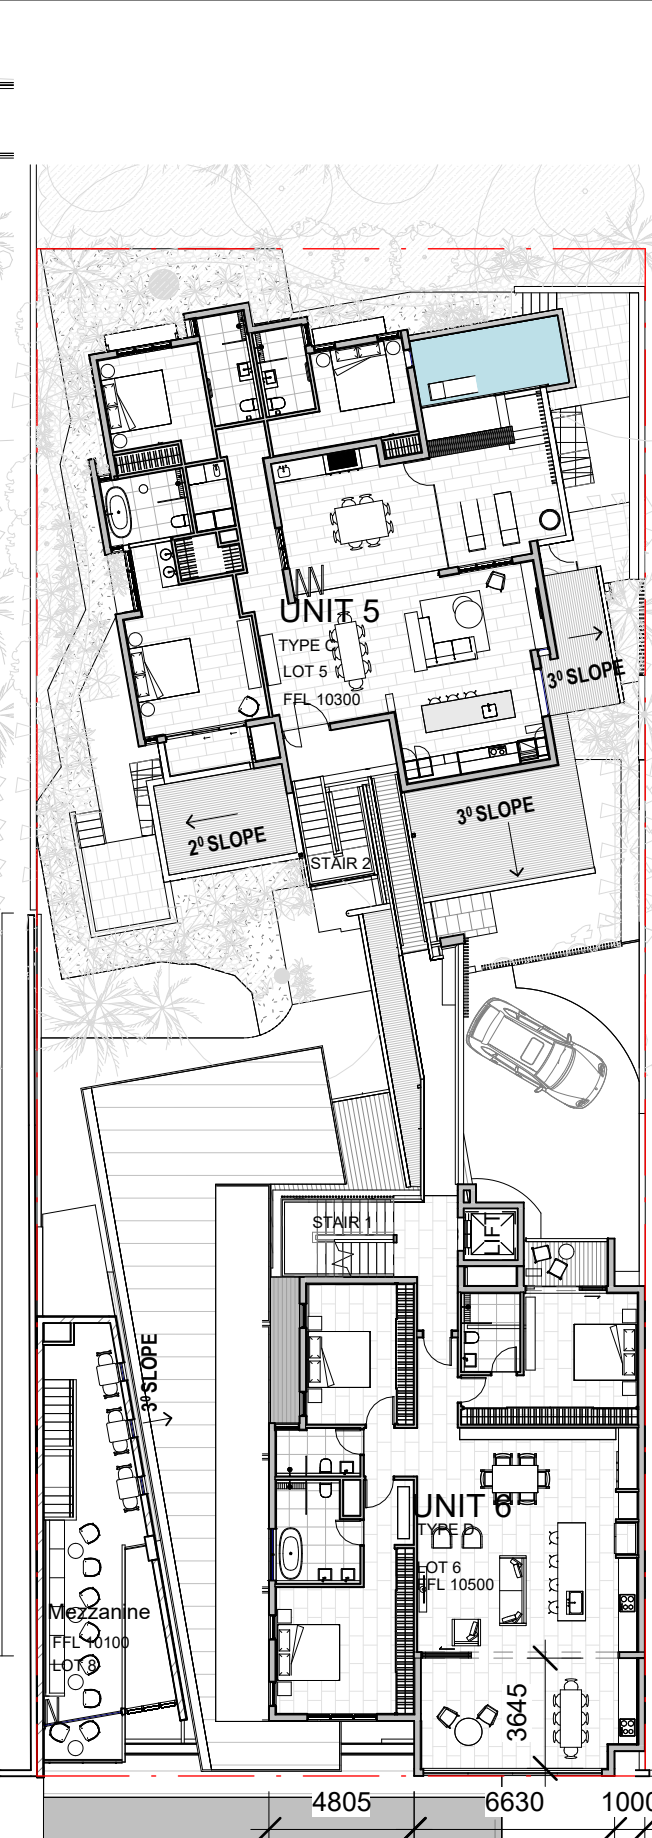 UNIT 5
TYPE C
LOT 5
FFL 10300
3⁰ SLOPE
3⁰ SLOPE
2⁰ SLOPE
STAIR 2
STAIR 1
LIFT
3⁰ SLOPE
UNIT 6
TYPE D
LOT 6
FFL 10500
Mezzanine
FFL 10100
LOT 8
3645
4805
6630
1000